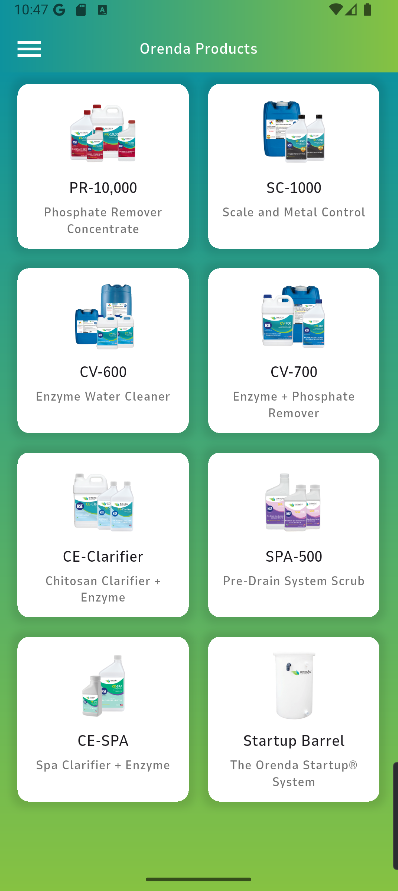 10:47
Orenda Products
PR-10,000
Phosphate Remover
Concentrate
SC-1000
Scale and Metal Control
CV-600
Enzyme Water Cleaner
CV-700
Enzyme + Phosphate
Remover
CE-Clarifier
Chitosan Clarifier +
Enzyme
SPA-500
Pre-Drain System Scrub
CE-SPA
Spa Clarifier + Enzyme
Startup Barrel
The Orenda Startup®
System